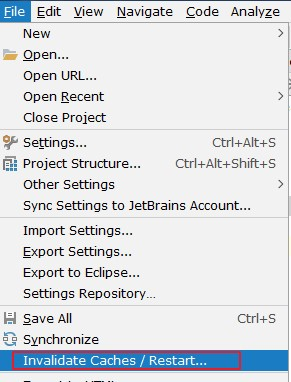 File Edit View Navigate Code Analyze
New
Open...
Open URL...
Open Recent
Close Project
Settings... Ctrl+Alt+S
Project Structure... Ctrl+Alt+Shift+S
Other Settings
Sync Settings to JetBrains Account...
Import Settings...
Export Settings...
Export to Eclipse...
Settings Repository...
Save All Ctrl+S
Synchronize
Invalidate Caches / Restart...